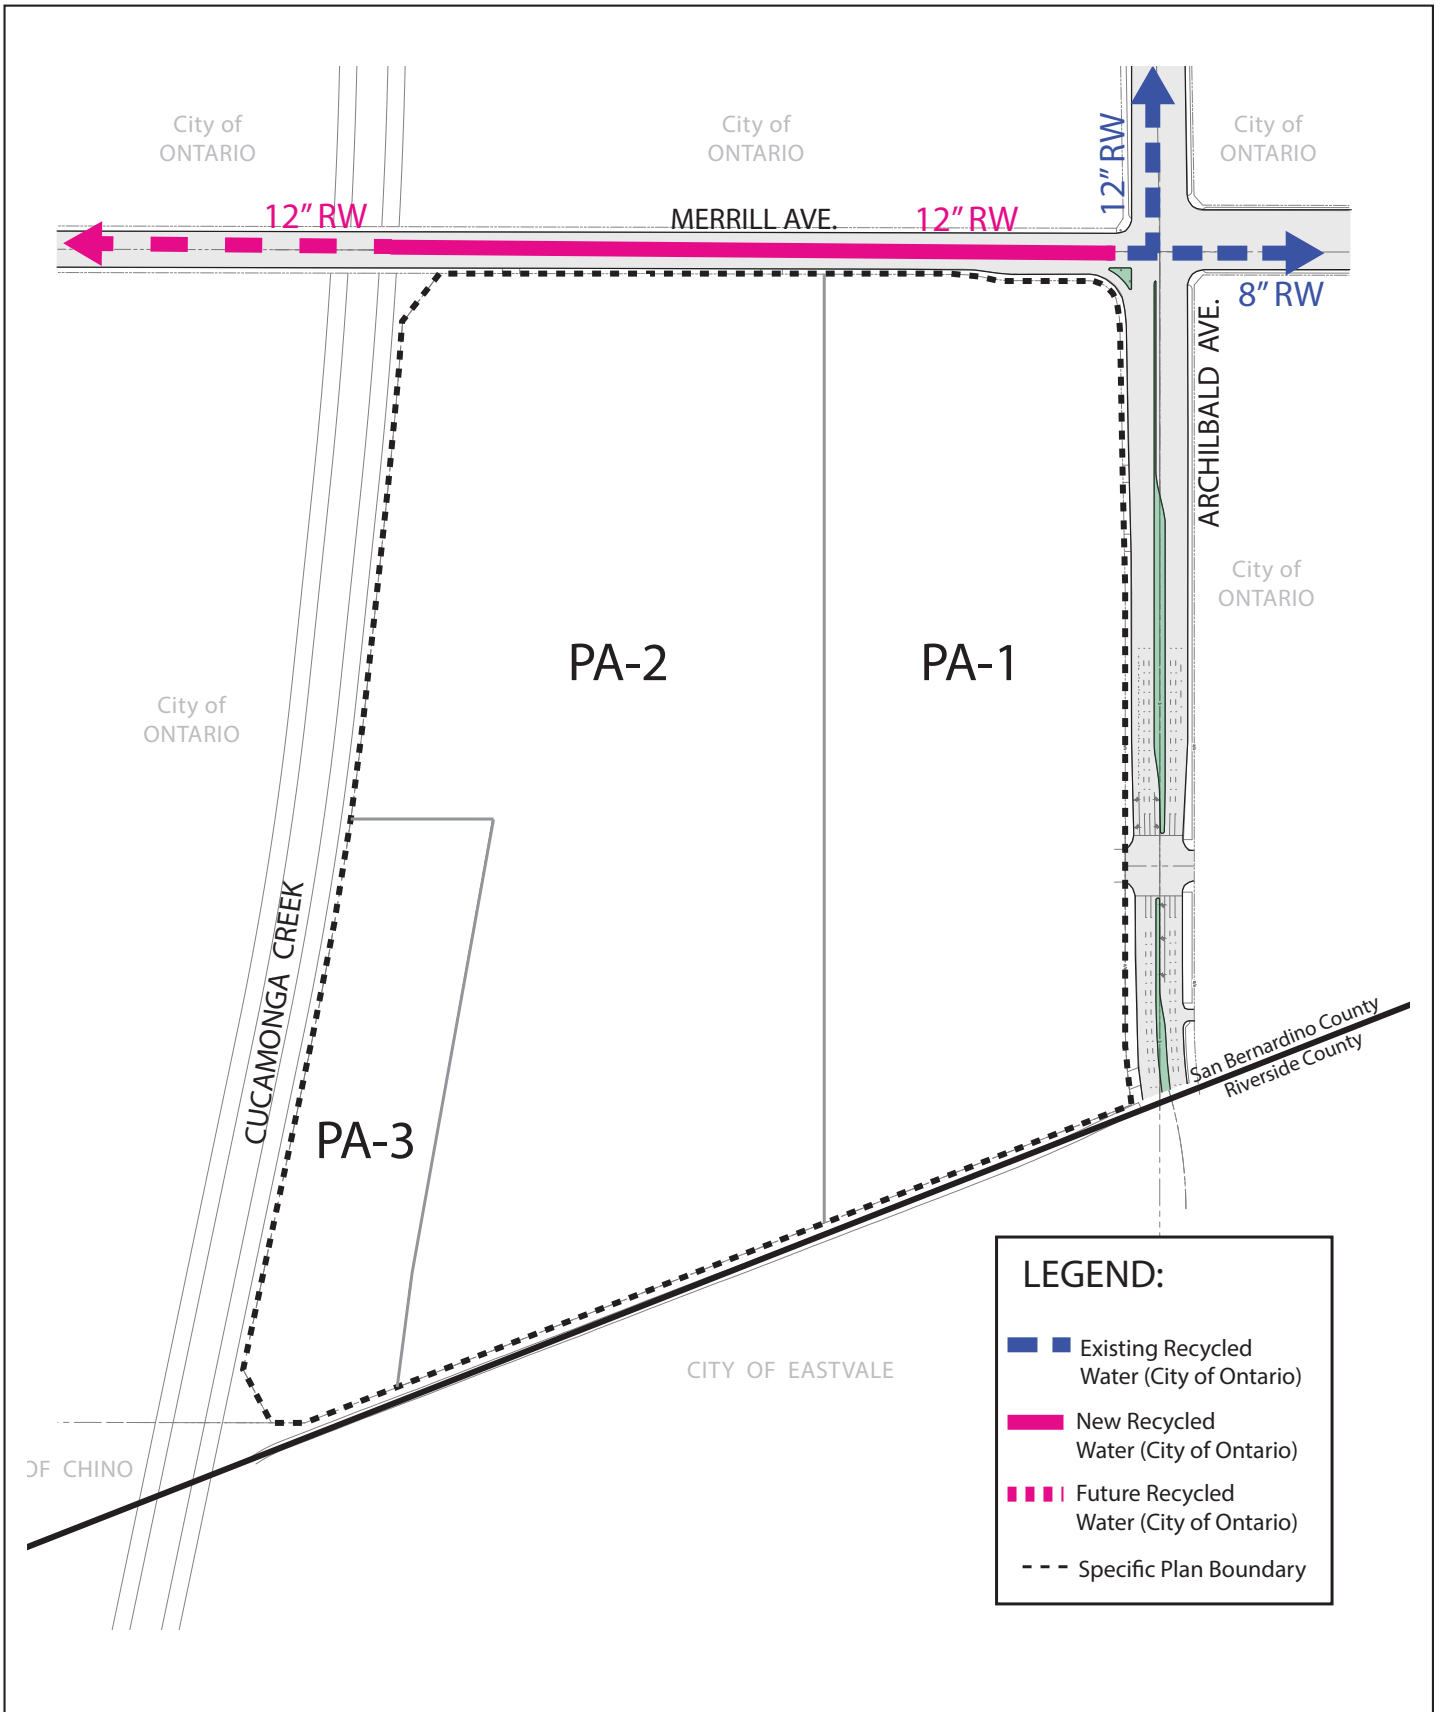 City of
ONTARIO
City of
ONTARIO
City of
ONTARIO
12" RW
12" RW
MERRILL AVE.
12" RW
8" RW
ARCHILBALD AVE.
City of
ONTARIO
PA-2
PA-1
City of
ONTARIO
CUCAMONGA CREEK
San Bernardino County
Riverside County
PA-3
CITY OF EASTVALE
OF CHINO
LEGEND:
Existing Recycled
Water (City of Ontario)
New Recycled
Water (City of Ontario)
Future Recycled
Water (City of Ontario)
Specific Plan Boundary